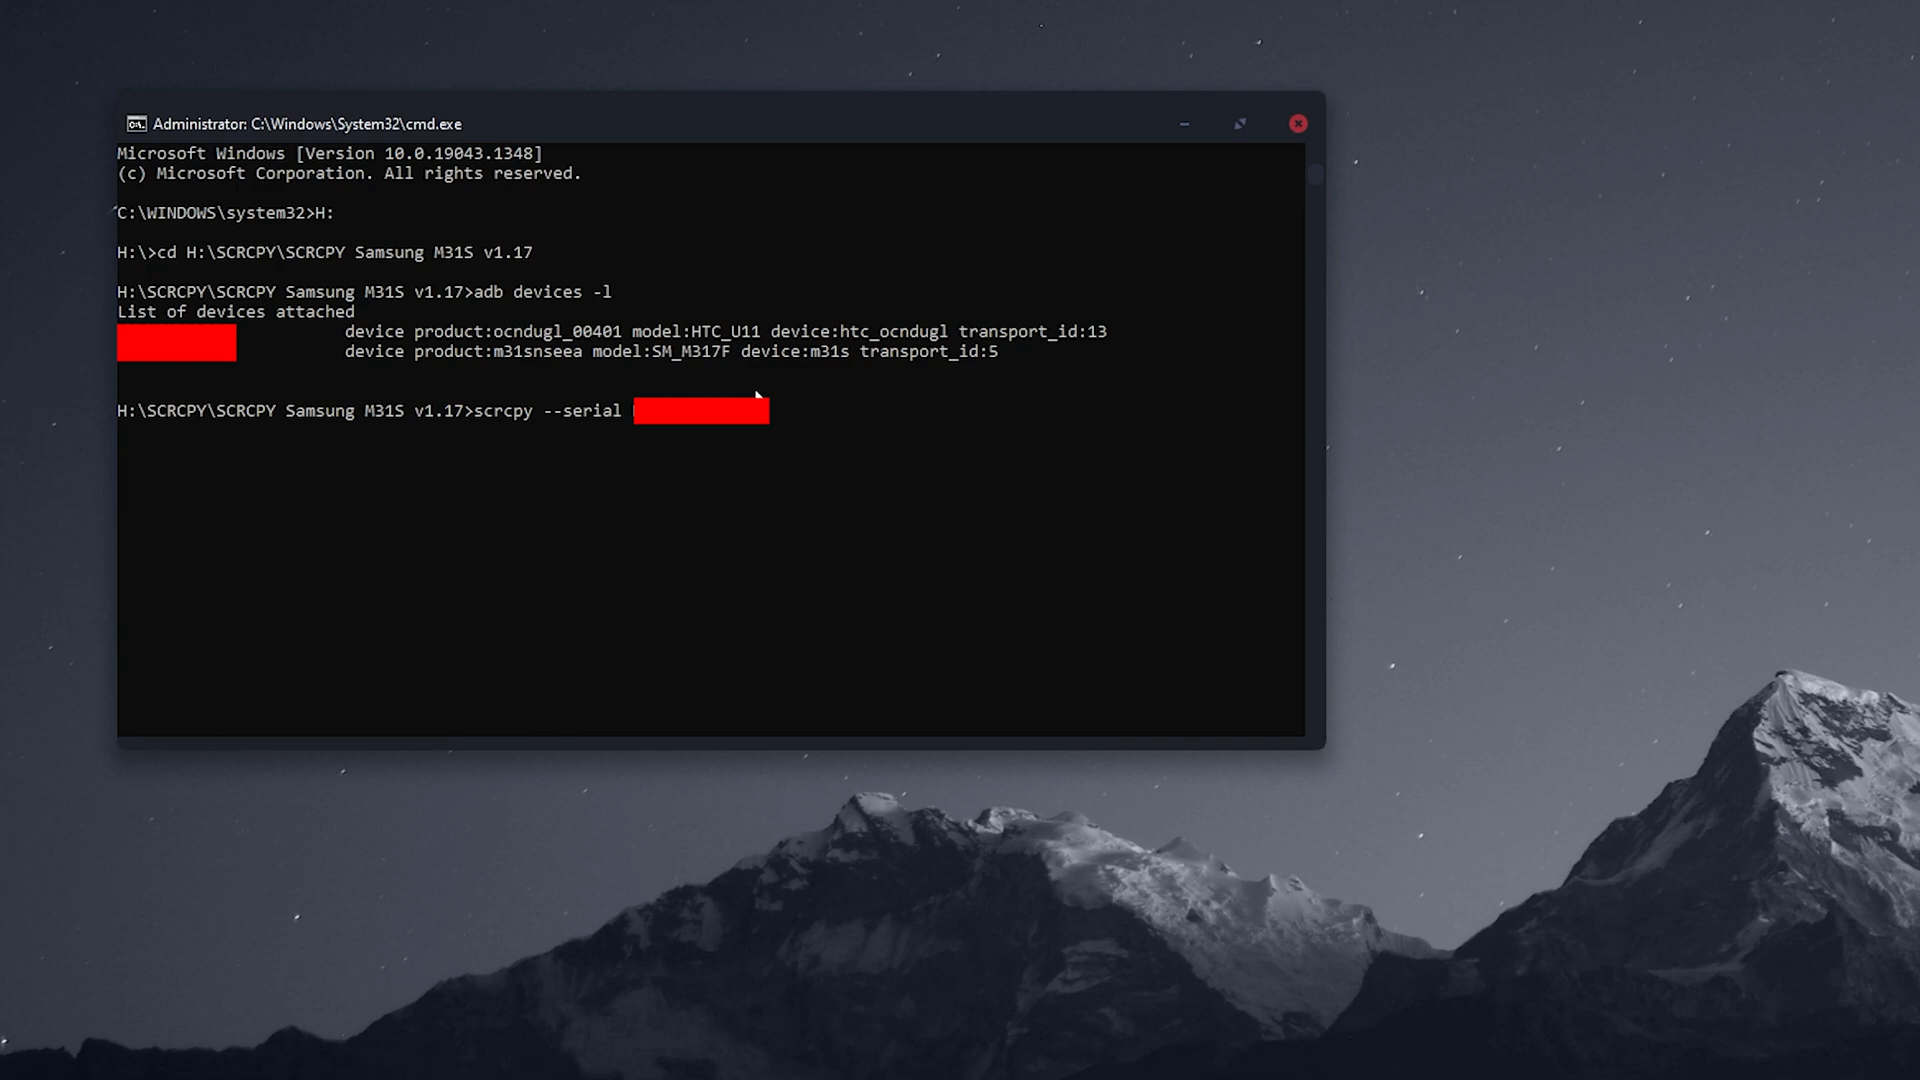 Administrator: C:\Windows\System32\cmd.exe
Microsoft Windows [Version 10.0.19043.1348]
(c) Microsoft Corporation. All rights reserved.
C:\WINDOWS\system32>H:
H:\>cd H:\SCRCPY\SCRCPY Samsung M31S v1.17
H:\SCRCPY\SCRCPY Samsung M31S v1.17>adb devices -l
List of devices attached
device product:ocndugl_00401 model:HTC_U11 device:htc_ocndugl transport_id:13
device product:m31snseea model:SM_M317F device:m31s transport_id:5
H:\SCRCPY\SCRCPY Samsung M31S v1.17>scrcpy --serial